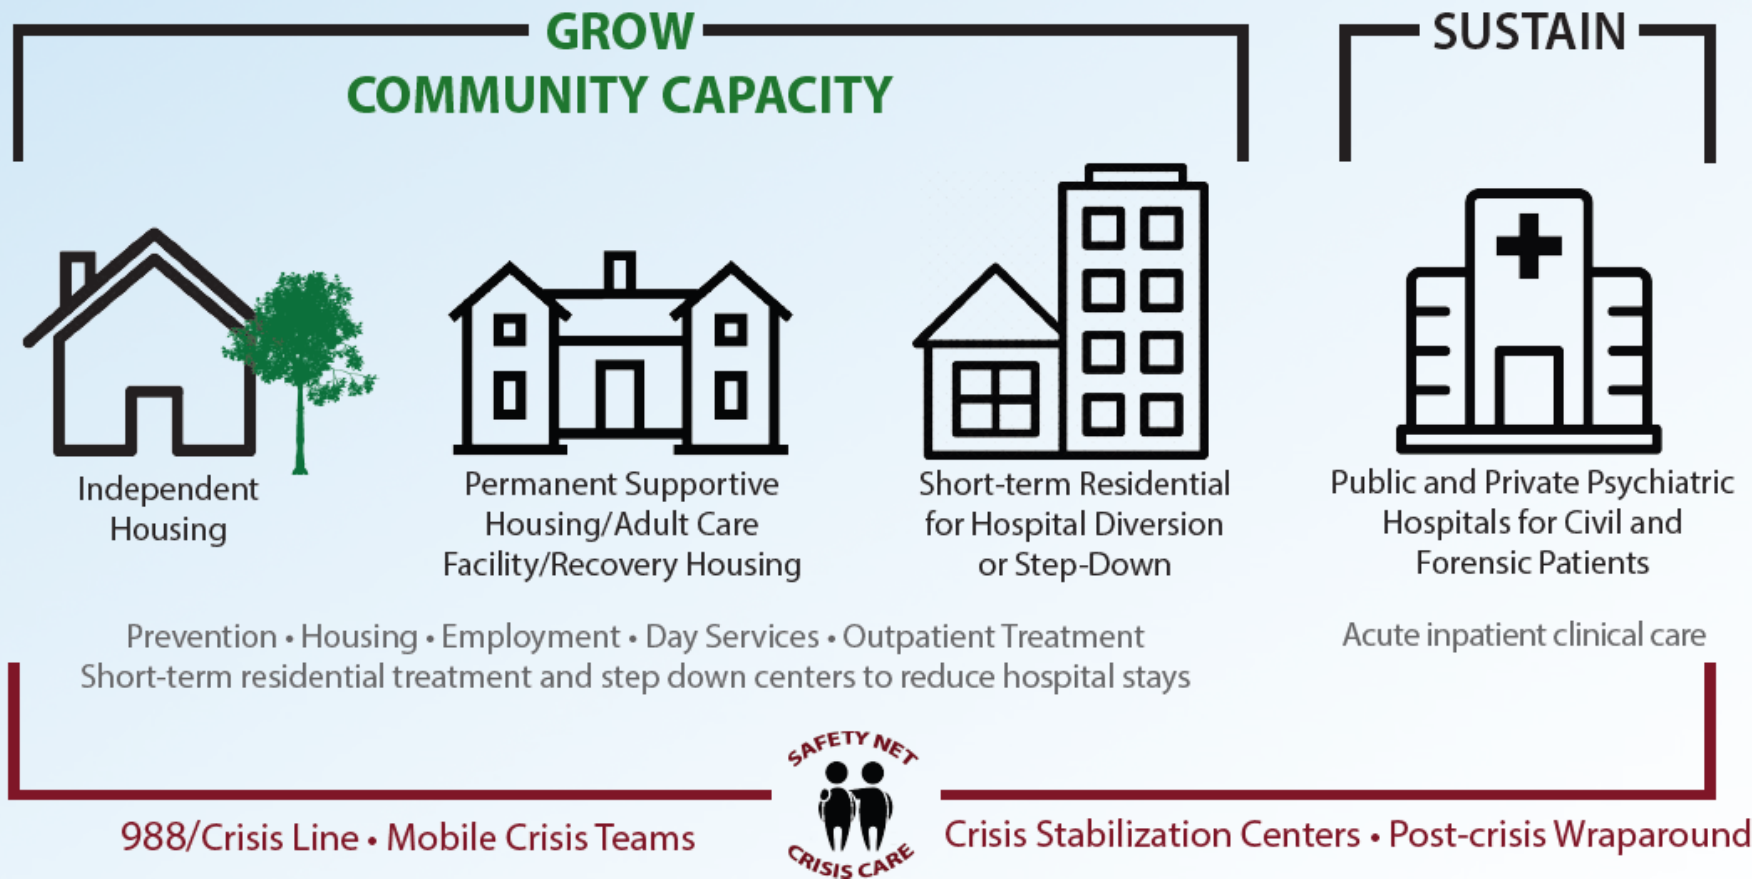 GROW
COMMUNITY CAPACITY
SUSTAIN
Independent
Housing
Permanent Supportive
Housing/Adult Care
Facility/Recovery Housing
Short-term Residential
for Hospital Diversion
or Step-Down
Public and Private Psychiatric
Hospitals for Civil and
Forensic Patients
Prevention • Housing • Employment • Day Services • Outpatient Treatment
Short-term residential treatment and step down centers to reduce hospital stays
Acute inpatient clinical care
SAFETY NET
CRISIS CARE
988/Crisis Line • Mobile Crisis Teams
Crisis Stabilization Centers • Post-crisis Wraparound